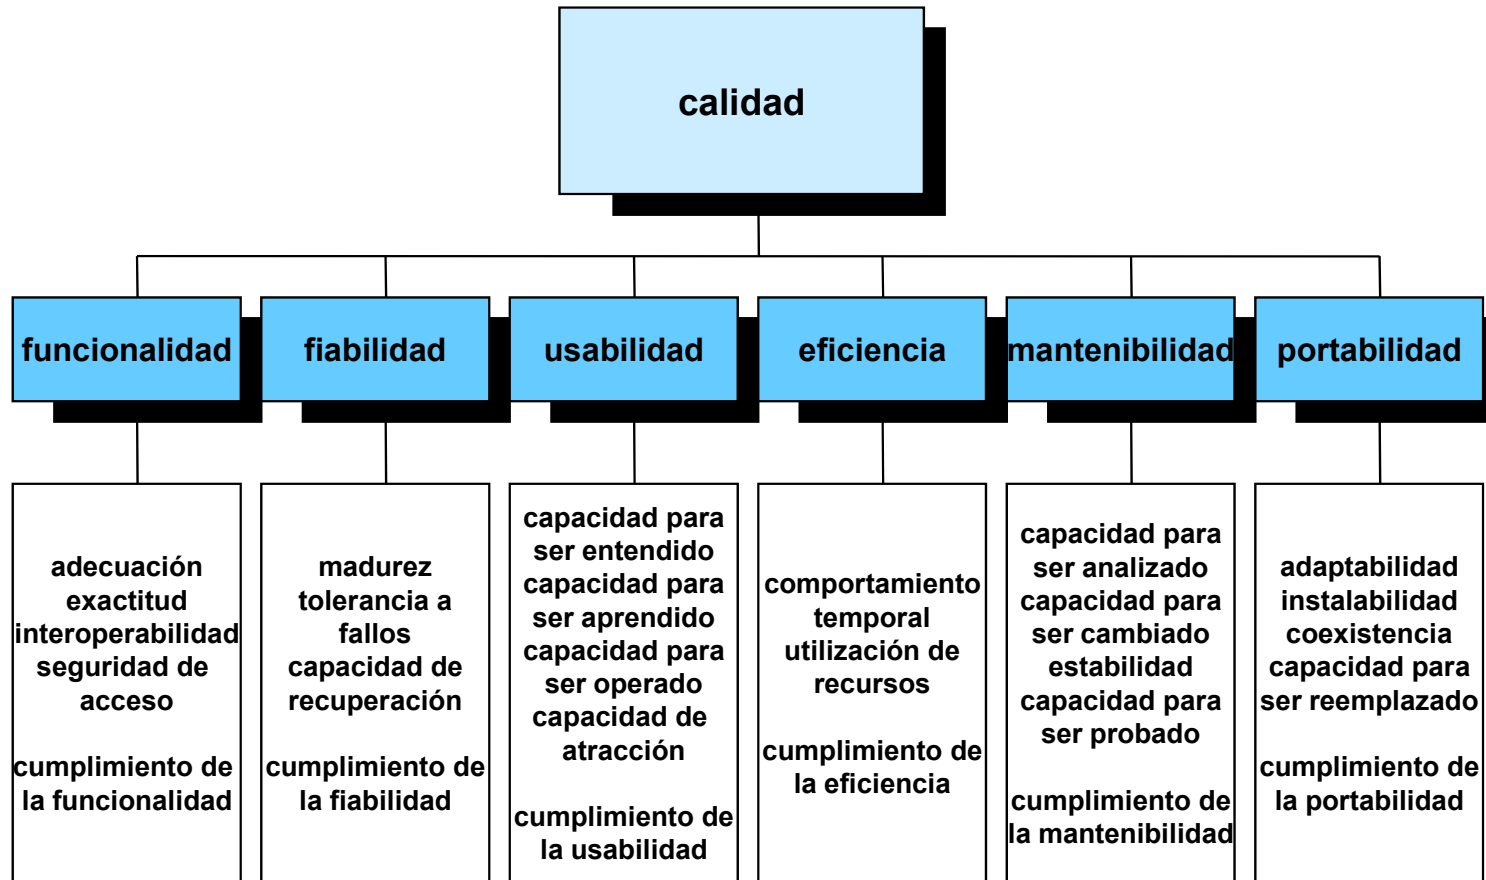 calidad
funcionalidad
fiabilidad
usabilidad
eficiencia
mantenibilidad
portabilidad
adecuación
exactitud
interoperabilidad
seguridad de
acceso
cumplimiento de
la funcionalidad
madurez
tolerancia a
fallos
capacidad de
recuperación
cumplimiento de
la fiabilidad
capacidad para
ser entendido
capacidad para
ser aprendido
capacidad para
ser operado
capacidad de
atracción
cumplimiento de
la usabilidad
comportamiento
temporal
utilización de
recursos
cumplimiento de
la eficiencia
capacidad para
ser analizado
capacidad para
ser cambiado
estabilidad
capacidad para
ser probado
cumplimiento de
la mantenibilidad
adaptabilidad
instalabilidad
coexistencia
capacidad para
ser reemplazado
cumplimiento de
la portabilidad